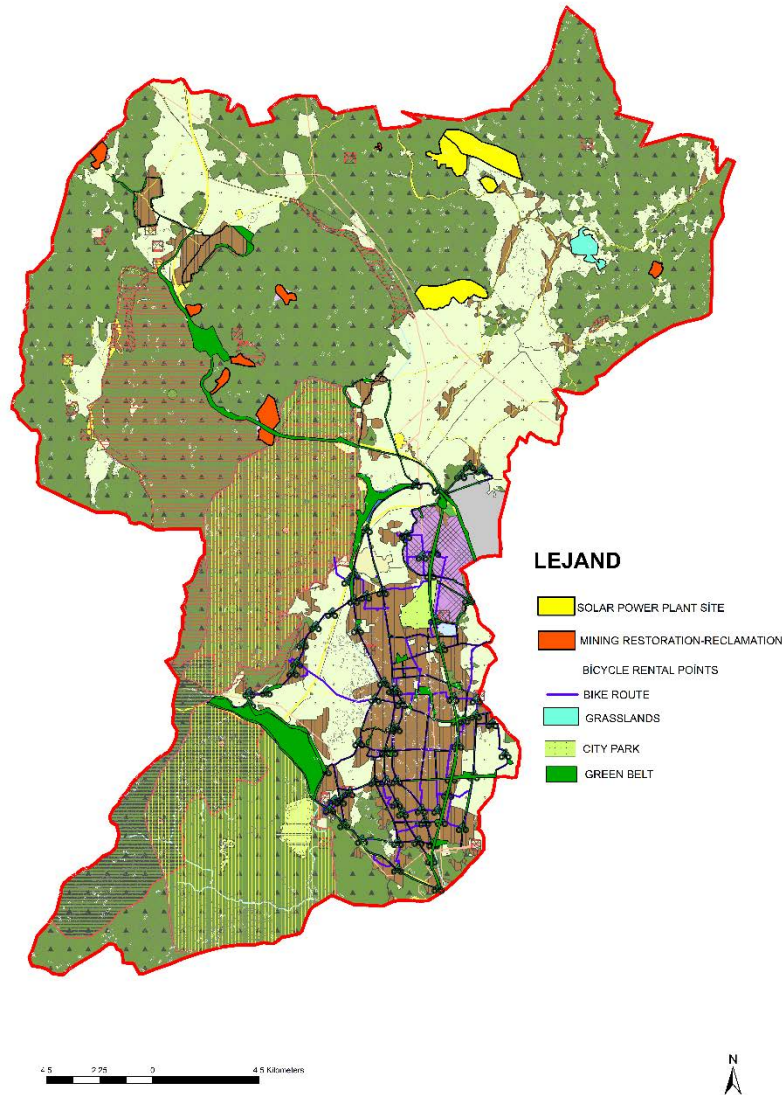 LEJAND
SOLAR POWER PLANT SİTE
MINING RESTORATION-RECLAMATION
BİCYCLE RENTAL POİNTS
BIKE ROUTE
GRASSLANDS
CITY PARK
GREEN BELT
4.5 2.25 0 4.5 Kilometers
N